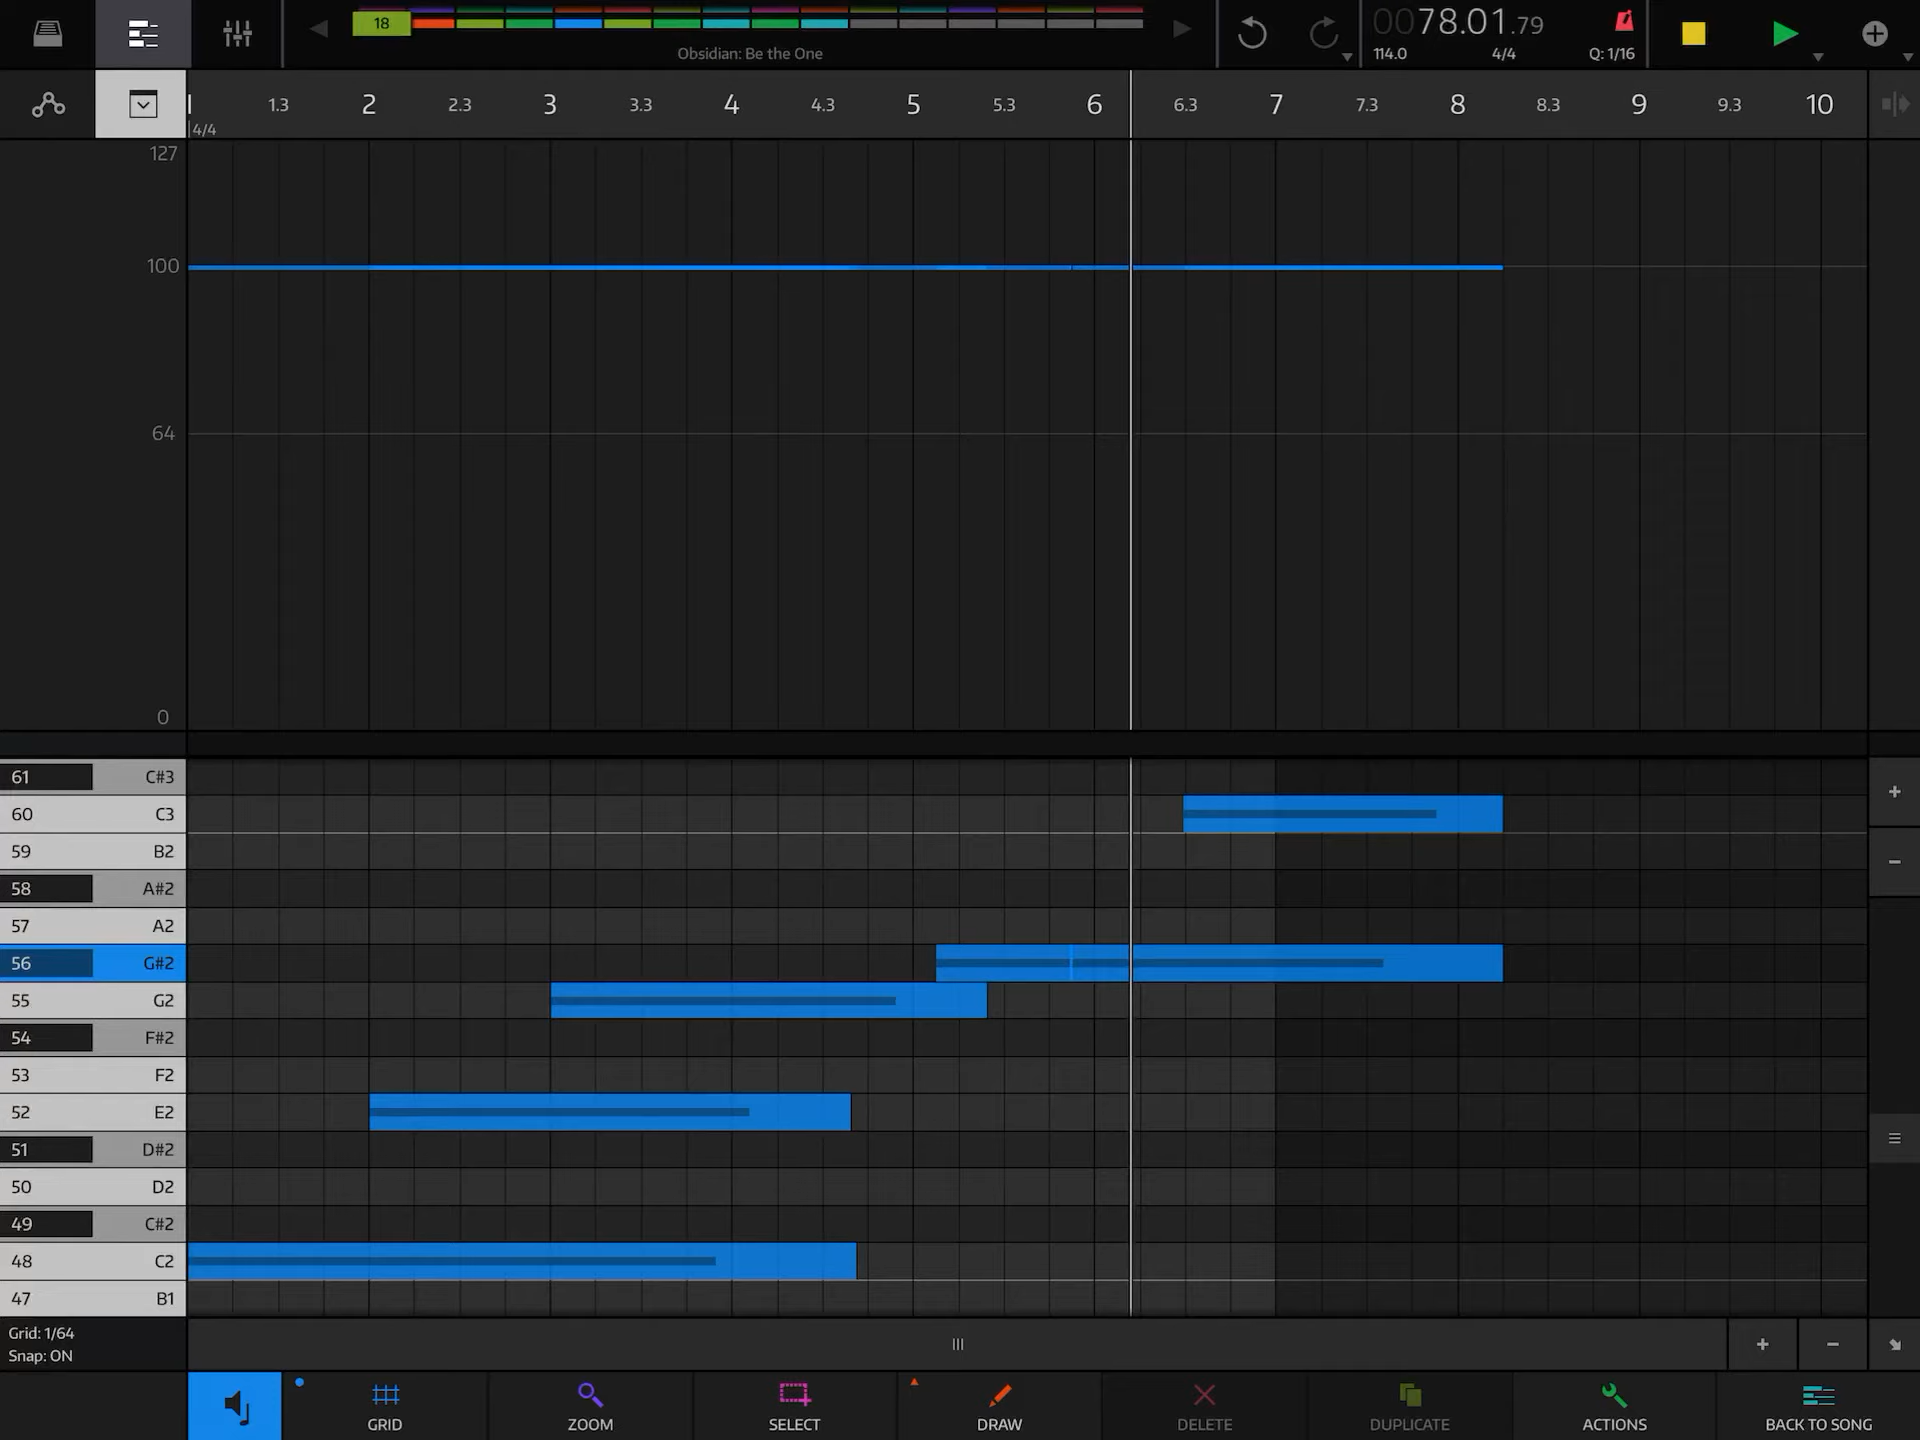 18
Obsidian: Be the One
0078.01.79
114.0 4/4 Q: 1/16
1.3 2 2.3 3 3.3 4 4.3 5 5.3 6 6.3 7 7.3 8 8.3 9 9.3 10
4/4
127
100
64
0
61 C#3
60 C3
59 B2
58 A#2
57 A2
56 G#2
55 G2
54 F#2
53 F2
52 E2
51 D#2
50 D2
49 C#2
48 C2
47 B1
Grid: 1/64
Snap: ON
GRID ZOOM SELECT DRAW DELETE DUPLICATE ACTIONS BACK TO SONG